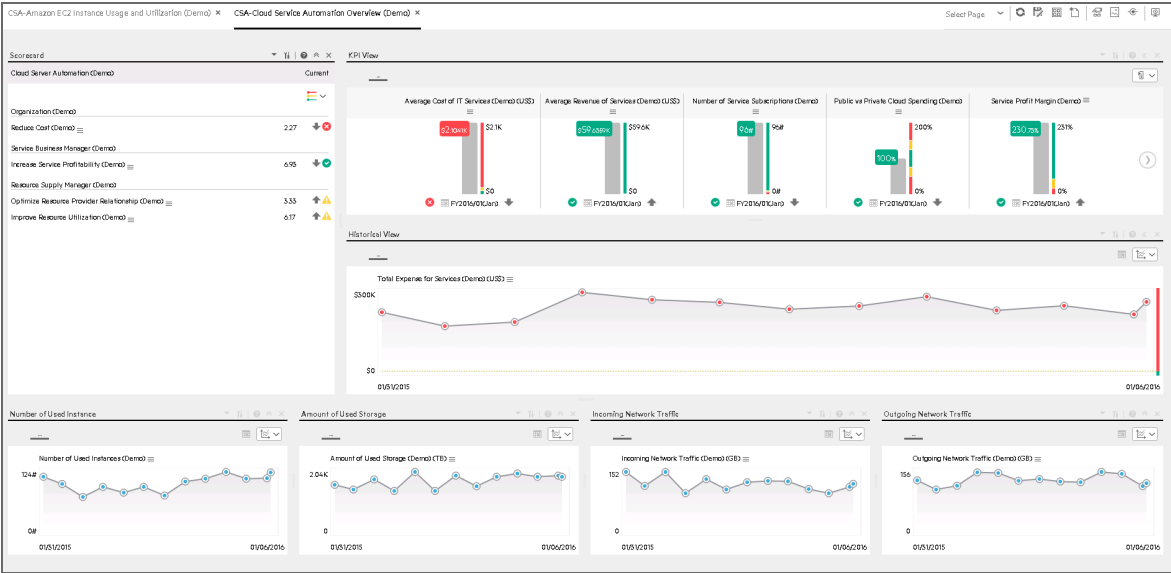 CSA-Amazon EC2 Instance Usage and Utilization (Demo) ×
CSA-Cloud Service Automation Overview (Demo) ×
Select Page
Scorecard
Cloud Server Automation (Demo) Current
Organization (Demo)
Reduce Cost (Demo) 2.27
Service Business Manager (Demo)
Increase Service Profitability (Demo) 6.93
Resource Supply Manager (Demo)
Optimize Resource Provider Relationship (Demo) 3.33
Improve Resource Utilization (Demo) 6.17
KPI View
Average Cost of IT Services (Demo) (US$)
$2.1041K $2.1K
$0
FY2016/01(Jan)
Average Revenue of Services (Demo) (US$)
$59.6389K $59.6K
$0
FY2016/01(Jan)
Number of Service Subscriptions (Demo)
96# 96#
0#
FY2016/01(Jan)
Public vs Private Cloud Spending (Demo)
200%
100%
0%
FY2016/01(Jan)
Service Profit Margin (Demo)
230.73% 231%
0%
FY2016/01(Jan)
Historical View
Total Expense for Services (Demo) (US$)
$300K
$0
01/31/2015 01/06/2016
Number of Used Instance
Number of Used Instances (Demo)
124#
0#
01/31/2015 01/06/2016
Amount of Used Storage
Amount of Used Storage (Demo) (TB)
2.04K
0
01/31/2015 01/06/2016
Incoming Network Traffic
Incoming Network Traffic (Demo) (GB)
152
0
01/31/2015 01/06/2016
Outgoing Network Traffic
Outgoing Network Traffic (Demo) (GB)
156
0
01/31/2015 01/06/2016